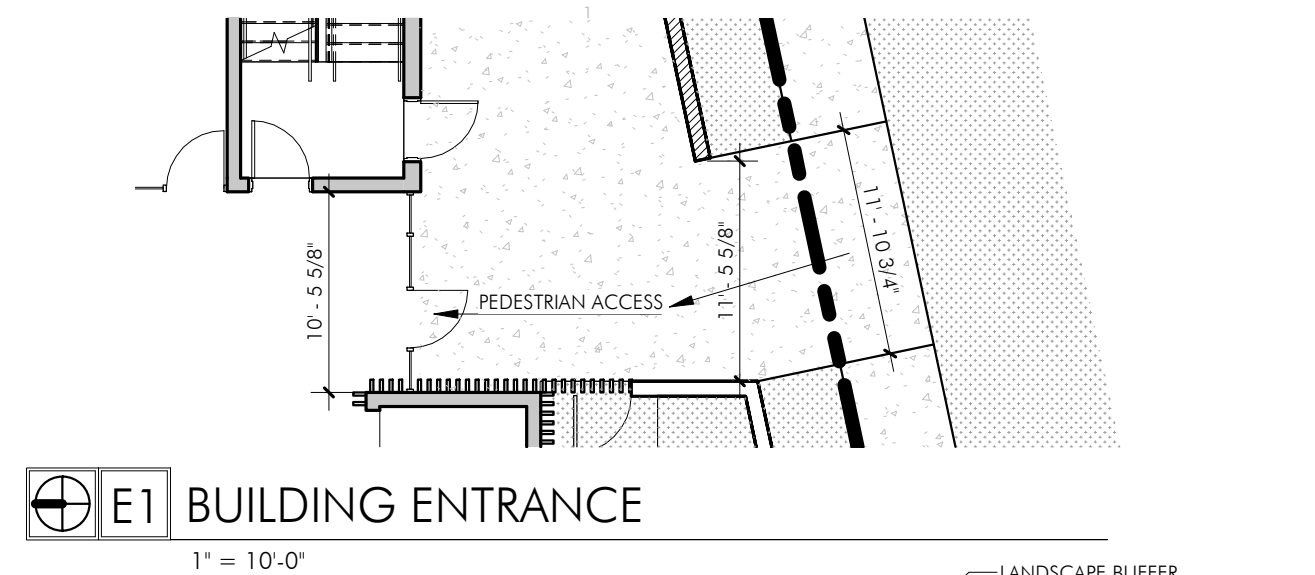 1
11' - 10 3/4"
11' - 5 5/8"
10' - 5 5/8"
PEDESTRIAN ACCESS
E1 BUILDING ENTRANCE
1" = 10'-0"
LANDSCAPE BUFFER